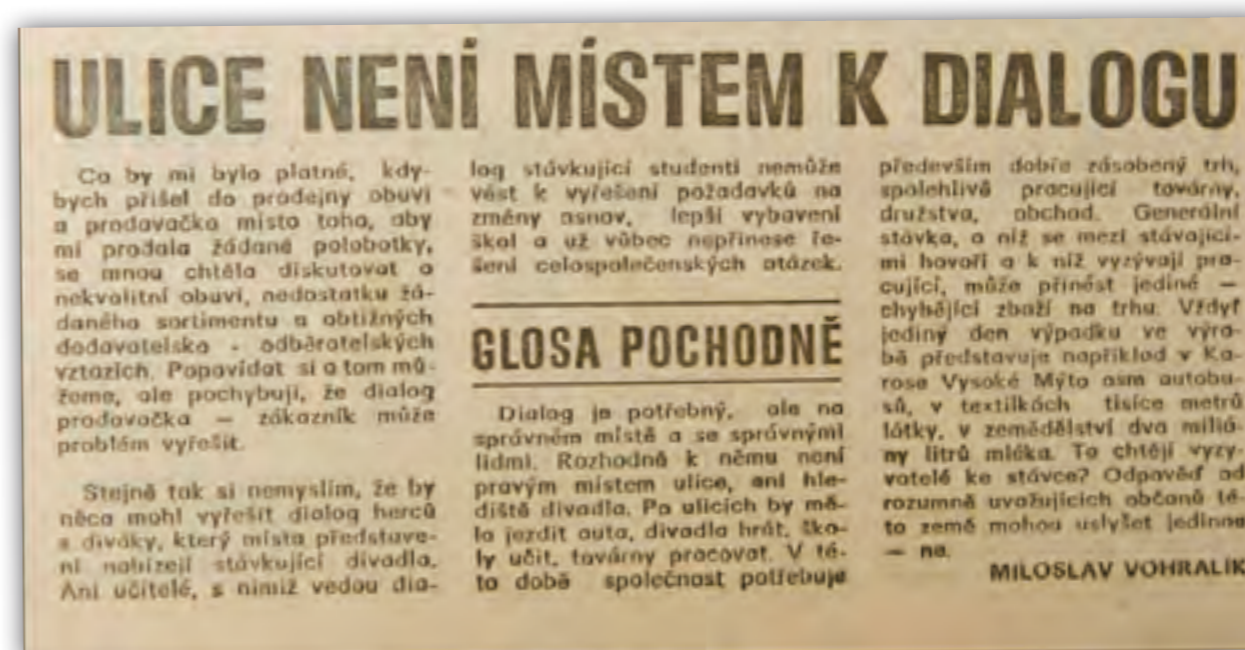 ULICE NENÍ MÍSTEM K DIALOGU
Co by mi bylo platné, kdy-
bych přišel do prodejny obuvi
a prodavačka místo toho, aby
mi prodala žádané polobotky,
se mnou chtěla diskutovat o
nekvalitní obuvi, nedostatku žá-
daného sortimentu a obtížných
dodavatelsko - odběratelských
vztazích. Popovídat si o tom mů-
žeme, ale pochybuji, že dialog
prodavačka — zákazník může
problém vyřešit.
Stejně tak si nemyslím, že by
něco mohl vyřešit dialog herců
s diváky, který místo představe-
ní nabízejí stávkující divadla.
Ani učitelé, s nimiž vedou dia-
log stávkující studenti nemůže
vést k vyřešení požadavků na
změny osnov, lepší vybavení
škol a už vůbec nepřinese ře-
šení celospolečenských otázek.
GLOSA POCHODNĚ
Dialog je potřebný, ale na
správném místě a se správnými
lidmi. Rozhodně k němu není
pravým místem ulice, ani hle-
diště divadla. Po ulicích by mě-
la jezdit auta, divadla hrát, ško-
ly učit, továrny pracovat. V té-
to době společnost potřebuje
především dobře zásobený trh,
spolehlivě pracující továrny,
družstva, obchod. Generální
stávka, o níž se mezi stávající-
mi hovoří a k níž vyzývají pra-
cující, může přinést jediné —
chybějící zboží na trhu. Vždyť
jediný den výpadku ve výro-
bě představuje například v Ka-
rose Vysoké Mýto osm autobu-
sů, v textilkách tisíce metrů
látky, v zemědělství dva milió-
ny litrů mléka. To chtějí vyzy-
vatelé ke stávce? Odpověď od
rozumně uvažujících občanů té-
to země mohou uslyšet jedinou
— ne.
MILOSLAV VOHRALÍK